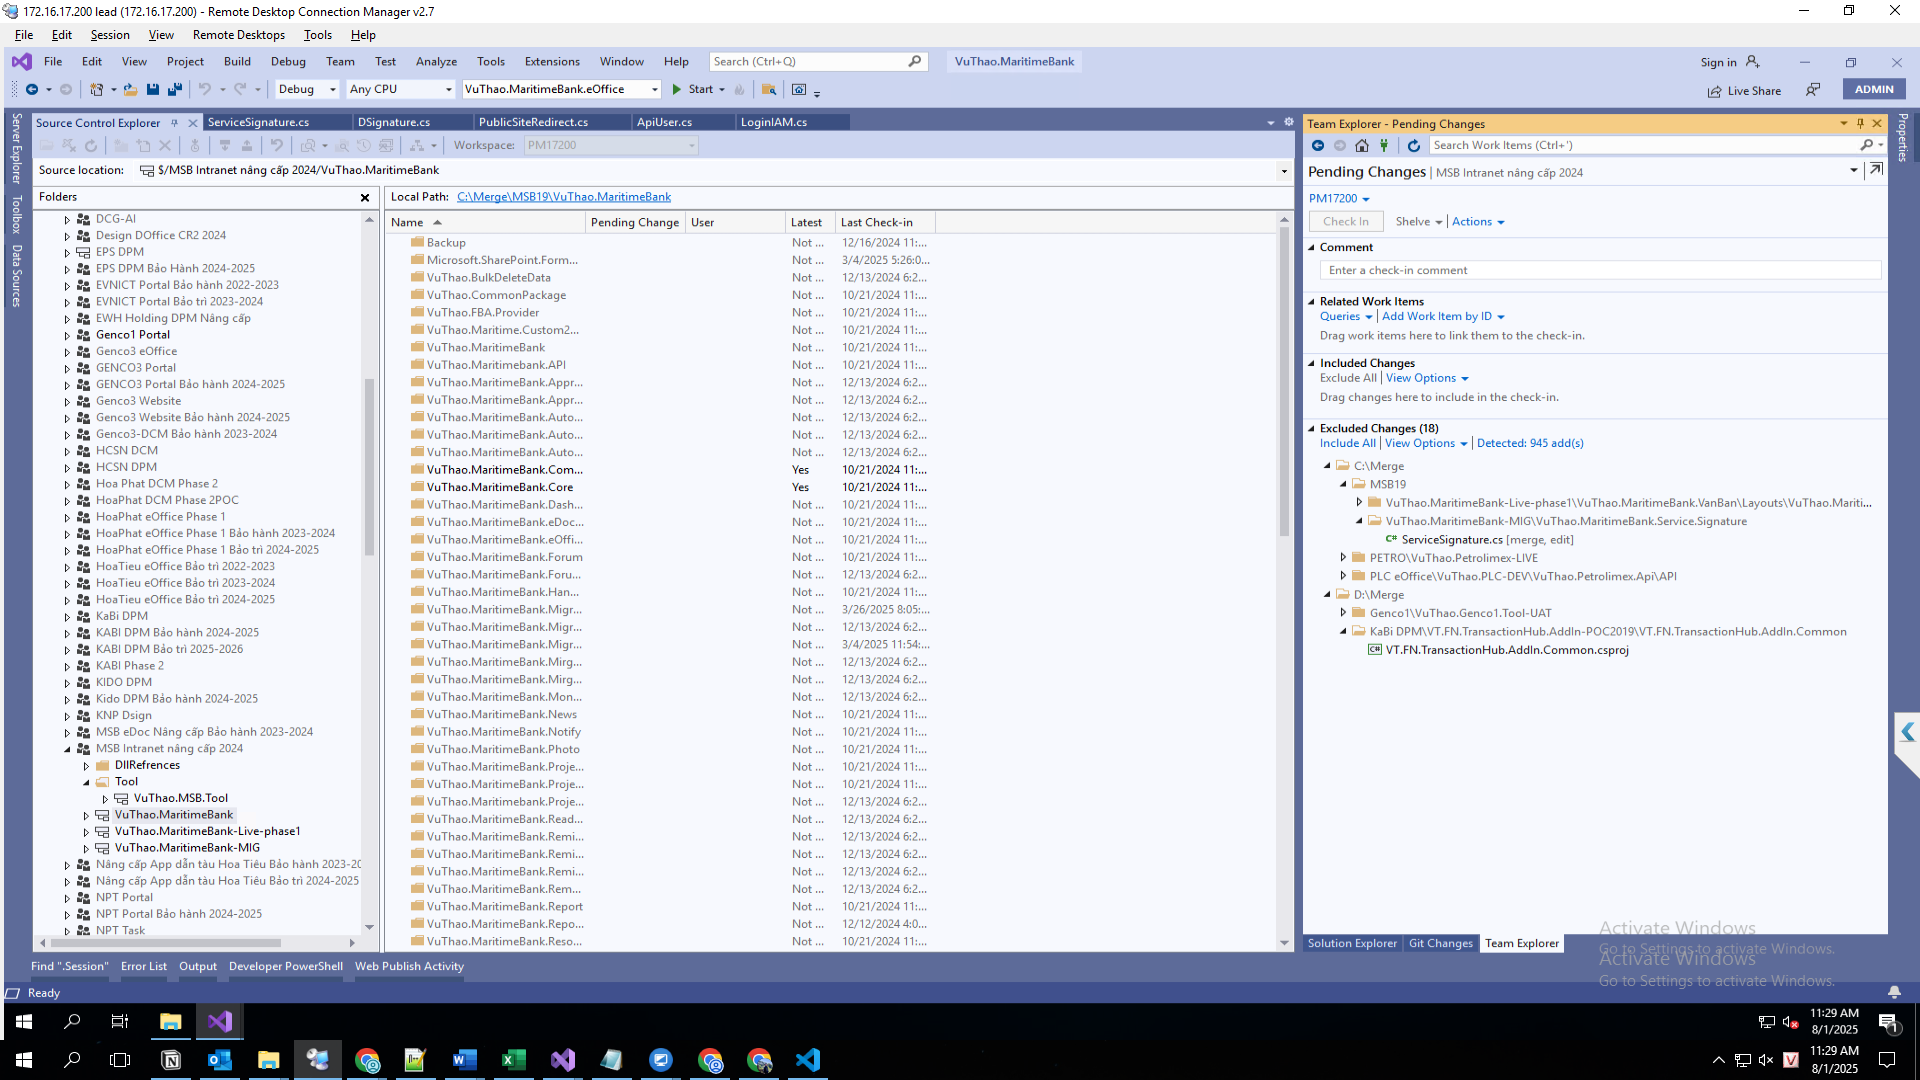 172.16.17.200 lead (172.16.17.200) - Remote Desktop Connection Manager v2.7
File Edit Session View Remote Desktops Tools Help
File Edit View Project Build Debug Team Test Analyze Tools Extensions Window Help Search (Ctrl+Q) VuThao.MaritimeBank Sign in
Debug Any CPU VuThao.MaritimeBank.eOffice Start Live Share ADMIN
Server Explorer
Toolbox
Data Sources
Source Control Explorer ServiceSignature.cs DSignature.cs PublicSiteRedirect.cs ApiUser.cs LoginIAM.cs
Workspace: PM17200
Source location: $/MSB Intranet nâng cấp 2024/VuThao.MaritimeBank
Folders
DCG-AI
Design DOffice CR2 2024
EPS DPM
EPS DPM Bảo Hành 2024-2025
EVNICT Portal Bảo hành 2022-2023
EVNICT Portal Bảo trì 2023-2024
EWH Holding DPM Nâng cấp
Genco1 Portal
Genco3 eOffice
GENCO3 Portal
GENCO3 Portal Bảo hành 2024-2025
Genco3 Website
Genco3 Website Bảo hành 2024-2025
Genco3-DCM Bảo hành 2023-2024
HCSN DCM
HCSN DPM
Hoa Phat DCM Phase 2
HoaPhat DCM Phase 2POC
HoaPhat eOffice Phase 1
HoaPhat eOffice Phase 1 Bảo hành 2023-2024
HoaPhat eOffice Phase 1 Bảo trì 2024-2025
HoaTieu eOffice Bảo trì 2022-2023
HoaTieu eOffice Bảo trì 2023-2024
HoaTieu eOffice Bảo trì 2024-2025
KaBi DPM
KABI DPM Bảo hành 2024-2025
KABI DPM Bảo trì 2025-2026
KABI Phase 2
KIDO DPM
Kido DPM Bảo hành 2024-2025
KNP Dsign
MSB eDoc Nâng cấp Bảo hành 2023-2024
MSB Intranet nâng cấp 2024
DllRefrences
Tool
VuThao.MSB.Tool
VuThao.MaritimeBank
VuThao.MaritimeBank-Live-phase1
VuThao.MaritimeBank-MIG
Nâng cấp App dẫn tàu Hoa Tiêu Bảo hành 2023-20
Nâng cấp App dẫn tàu Hoa Tiêu Bảo trì 2024-2025
NPT Portal
NPT Portal Bảo hành 2024-2025
NPT Task
Local Path: C:\Merge\MSB19\VuThao.MaritimeBank
Name Pending Change User Latest Last Check-in
Backup Not ... 12/16/2024 11:...
Microsoft.SharePoint.Form... Not ... 3/4/2025 5:26:0...
VuThao.BulkDeleteData Not ... 12/13/2024 6:2...
VuThao.CommonPackage Not ... 10/21/2024 11:...
VuThao.FBA.Provider Not ... 10/21/2024 11:...
VuThao.Maritime.Custom2... Not ... 10/21/2024 11:...
VuThao.MaritimeBank Not ... 10/21/2024 11:...
VuThao.Maritimebank.API Not ... 10/21/2024 11:...
VuThao.MaritimeBank.Appr... Not ... 12/13/2024 6:2...
VuThao.MaritimeBank.Appr... Not ... 12/13/2024 6:2...
VuThao.MaritimeBank.Auto... Not ... 12/13/2024 6:2...
VuThao.MaritimeBank.Auto... Not ... 12/13/2024 6:2...
VuThao.MaritimeBank.Auto... Not ... 12/13/2024 6:2...
VuThao.MaritimeBank.Com... Yes 10/21/2024 11:...
VuThao.MaritimeBank.Core Yes 10/21/2024 11:...
VuThao.MaritimeBank.Dash... Not ... 10/21/2024 11:...
VuThao.MaritimeBank.eDoc... Not ... 10/21/2024 11:...
VuThao.MaritimeBank.eOffi... Not ... 10/21/2024 11:...
VuThao.MaritimeBank.Forum Not ... 10/21/2024 11:...
VuThao.MaritimeBank.Foru... Not ... 12/13/2024 6:2...
VuThao.MaritimeBank.Han... Not ... 10/21/2024 11:...
VuThao.MaritimeBank.Migr... Not ... 3/26/2025 8:05:...
VuThao.MaritimeBank.Migr... Not ... 12/13/2024 6:2...
VuThao.MaritimeBank.Migr... Not ... 3/4/2025 11:54:...
VuThao.MaritimeBank.Mirg... Not ... 12/13/2024 6:2...
VuThao.MaritimeBank.Mirg... Not ... 12/13/2024 6:2...
VuThao.MaritimeBank.Mon... Not ... 12/13/2024 6:2...
VuThao.MaritimeBank.News Not ... 10/21/2024 11:...
VuThao.MaritimeBank.Notify Not ... 10/21/2024 11:...
VuThao.MaritimeBank.Photo Not ... 10/21/2024 11:...
VuThao.MaritimeBank.Proje... Not ... 10/21/2024 11:...
VuThao.MaritimeBank.Proje... Not ... 10/21/2024 11:...
VuThao.MaritimeBank.Proje... Not ... 12/13/2024 6:2...
VuThao.MaritimeBank.Read... Not ... 12/13/2024 6:2...
VuThao.MaritimeBank.Remi... Not ... 12/13/2024 6:2...
VuThao.MaritimeBank.Remi... Not ... 12/13/2024 6:2...
VuThao.MaritimeBank.Remi... Not ... 12/13/2024 6:2...
VuThao.MaritimeBank.Rem... Not ... 12/13/2024 6:2...
VuThao.MaritimeBank.Report Not ... 10/21/2024 11:...
VuThao.MaritimeBank.Repo... Not ... 12/12/2024 4:0...
VuThao.MaritimeBank.Reso... Not ... 10/21/2024 11:...
Team Explorer - Pending Changes
Search Work Items (Ctrl+')
Pending Changes | MSB Intranet nâng cấp 2024
PM17200
Check In Shelve Actions
Comment
Enter a check-in comment
Related Work Items
Queries Add Work Item by ID
Drag work items here to link them to the check-in.
Included Changes
Exclude All View Options
Drag changes here to include in the check-in.
Excluded Changes (18)
Include All View Options Detected: 945 add(s)
C:\Merge
MSB19
VuThao.MaritimeBank-Live-phase1\VuThao.MaritimeBank.VanBan\Layouts\VuThao.Mariti...
VuThao.MaritimeBank-MIG\VuThao.MaritimeBank.Service.Signature
ServiceSignature.cs [merge, edit]
PETRO\VuThao.Petrolimex-LIVE
PLC eOffice\VuThao.PLC-DEV\VuThao.Petrolimex.Api\API
D:\Merge
Genco1\VuThao.Genco1.Tool-UAT
KaBi DPM\VT.FN.TransactionHub.AddIn-POC2019\VT.FN.TransactionHub.AddIn.Common
VT.FN.TransactionHub.AddIn.Common.csproj
Properties
Activate Windows
Go to Settings to activate Windows.
Activate Windows
Go to Settings to activate Windows.
Solution Explorer Git Changes Team Explorer
Find ".Session" Error List Output Developer PowerShell Web Publish Activity
Ready
11:29 AM
8/1/2025
1
11:29 AM
8/1/2025